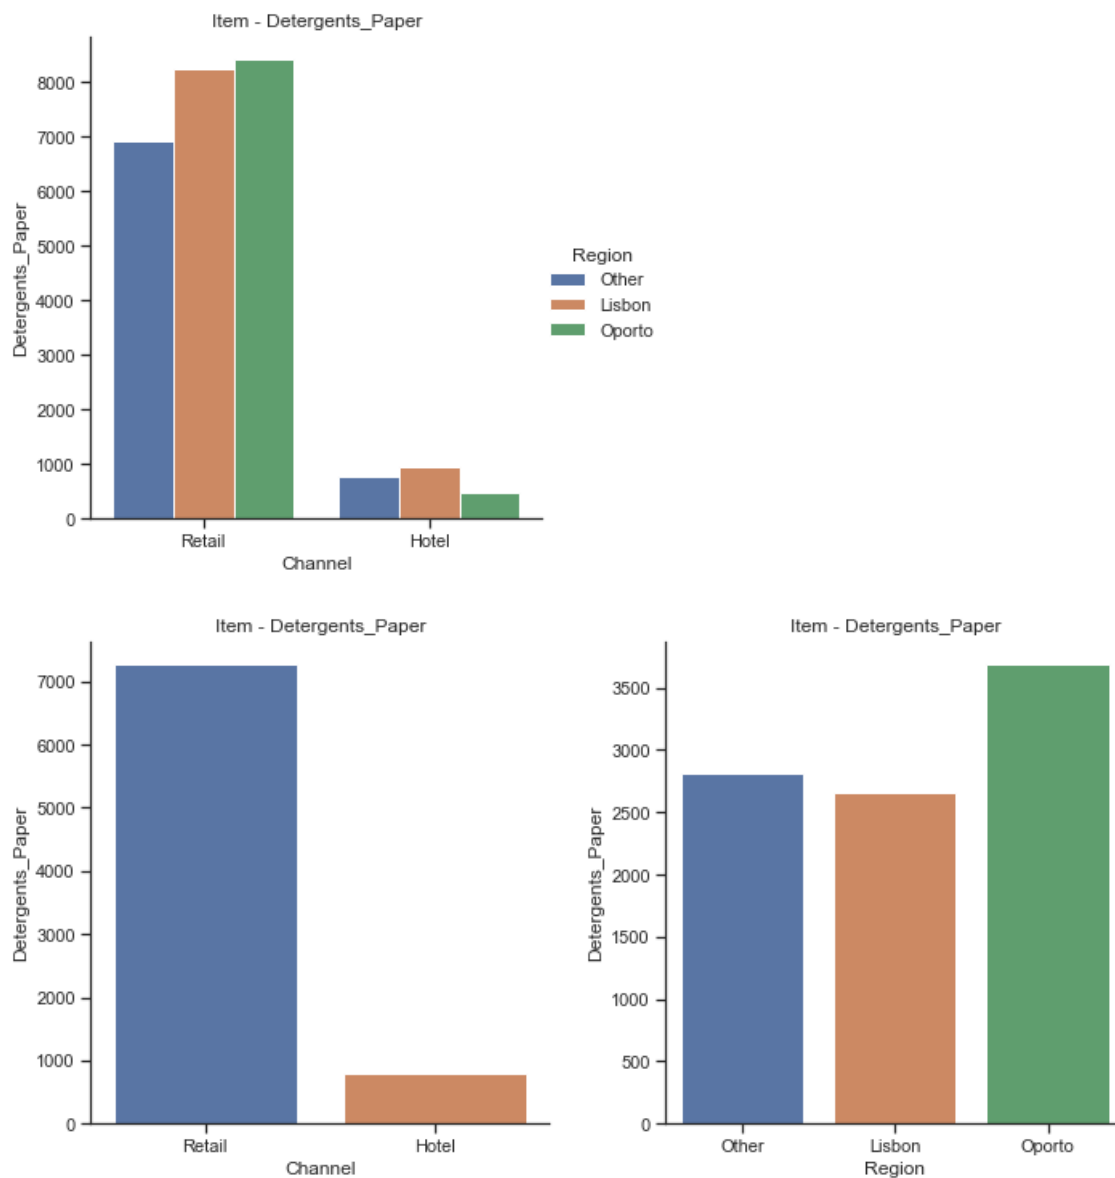 Item - Detergents_Paper
Detergents_Paper
8000
7000
6000
5000
4000
3000
2000
1000
0
Retail
Hotel
Channel
Region
Other
Lisbon
Oporto
Item - Detergents_Paper
Detergents_Paper
7000
6000
5000
4000
3000
2000
1000
0
Retail
Hotel
Channel
Item - Detergents_Paper
Detergents_Paper
3500
3000
2500
2000
1500
1000
500
0
Other
Lisbon
Oporto
Region